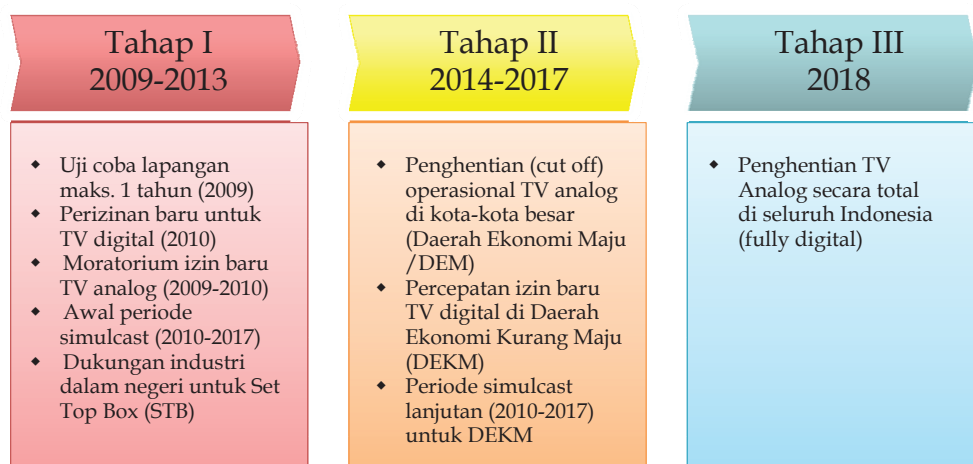 Tahap I
2009-2013
◆ Uji coba lapangan
maks. 1 tahun (2009)
◆ Perizinan baru untuk
TV digital (2010)
◆ Moratorium izin baru
TV analog (2009-2010)
◆ Awal periode
simulcast (2010-2017)
◆ Dukungan industri
dalam negeri untuk Set
Top Box (STB)
Tahap II
2014-2017
◆ Penghentian (cut off)
operasional TV analog
di kota-kota besar
(Daerah Ekonomi Maju
/DEM)
◆ Percepatan izin baru
TV digital di Daerah
Ekonomi Kurang Maju
(DEKM)
◆ Periode simulcast
lanjutan (2010-2017)
untuk DEKM
Tahap III
2018
◆ Penghentian TV
Analog secara total
di seluruh Indonesia
(fully digital)